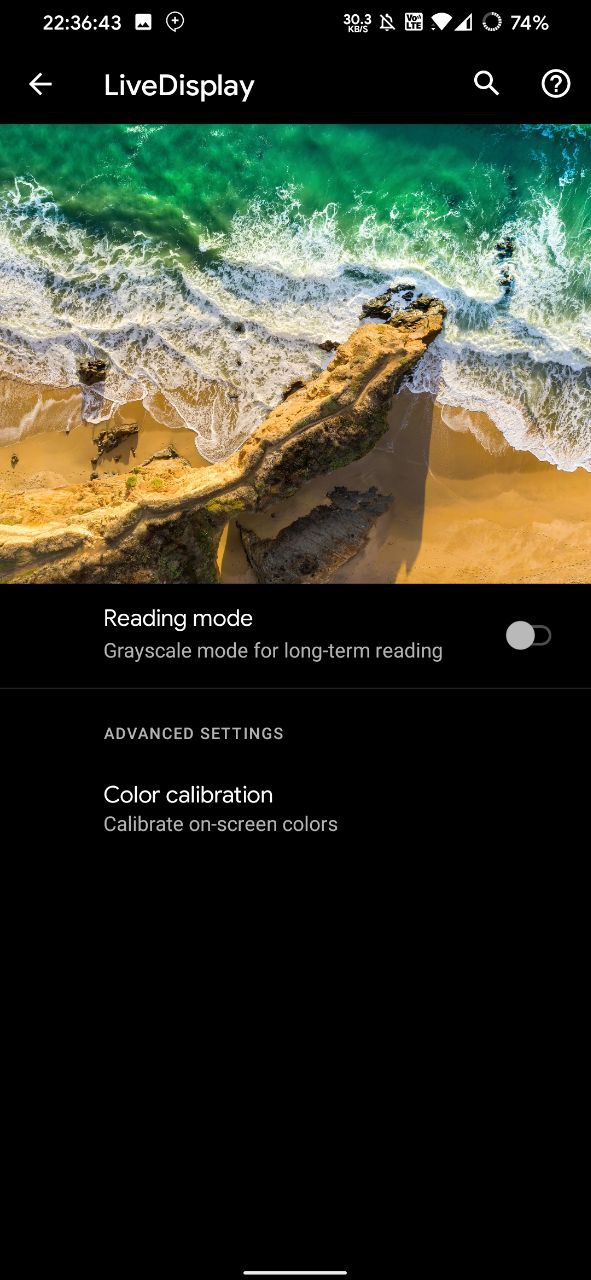 22:36:43 30.3 KB/S Vo LTE 74%
LiveDisplay
Reading mode
Grayscale mode for long-term reading
ADVANCED SETTINGS
Color calibration
Calibrate on-screen colors